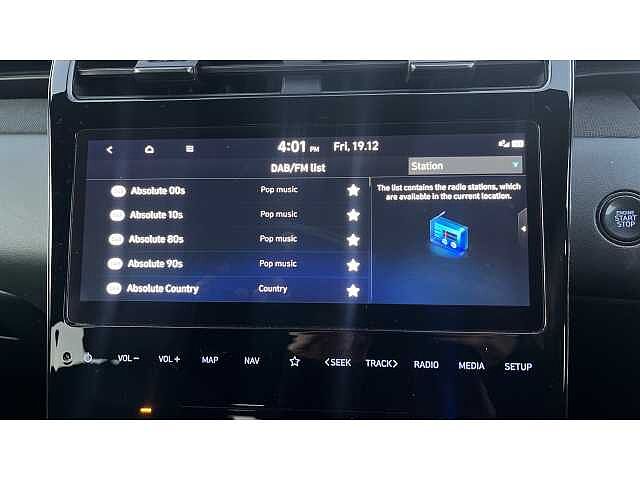 4:01 PM Fri, 19.12
DAB/FM list
Station
Absolute 00s Pop music
Absolute 10s Pop music
Absolute 80s Pop music
Absolute 90s Pop music
Absolute Country Country
The list contains the radio stations, which
are available in the current location.
ENGINE
START
STOP
VOL− VOL+ MAP NAV <SEEK TRACK> RADIO MEDIA SETUP